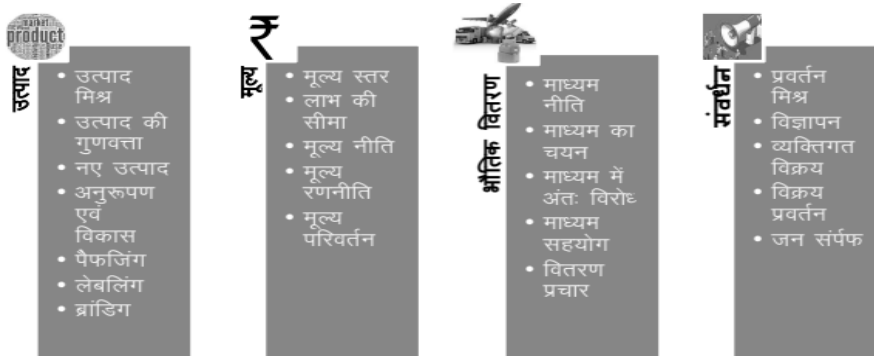 market
product
उत्पाद
• उत्पाद
मिश्र
• उत्पाद की
गुणवत्ता
• नए उत्पाद
• अनुरूपण
एवं
विकास
• पैफजिंग
• लेबलिंग
• ब्रांडिग
₹
मूल्य
• मूल्य स्तर
• लाभ की
सीमा
• मूल्य नीति
• मूल्य
रणनीति
• मूल्य
परिवर्तन
भौतिक वितरण
• माध्यम
नीति
• माध्यम का
चयन
• माध्यम में
अंतः विरोध्
• माध्यम
सहयोग
• वितरण
प्रचार
संवर्धन
• प्रवर्तन
मिश्र
• विज्ञापन
• व्यक्तिगत
विक्रय
• विक्रय
प्रवर्तन
• जन संर्पफ